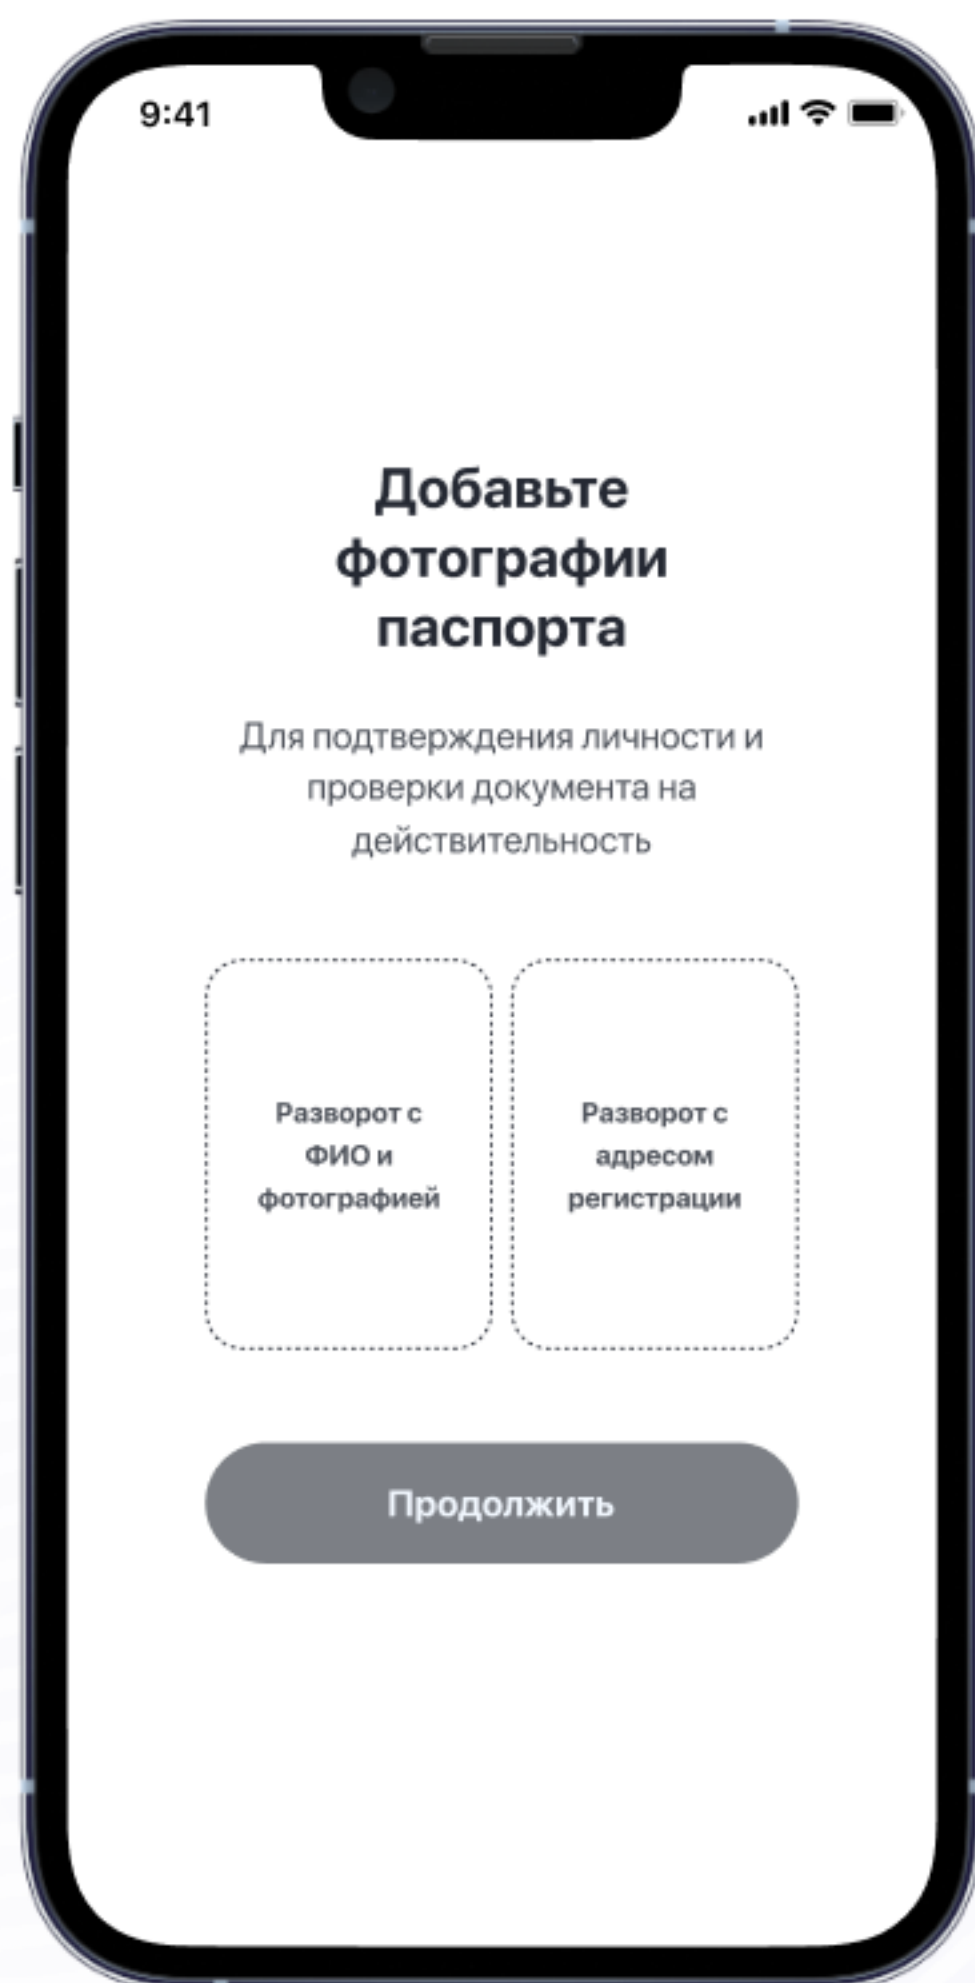 9:41
Добавьте
фотографии
паспорта
Для подтверждения личности и
проверки документа на
действительность
Разворот с
ФИО и
фотографией
Разворот с
адресом
регистрации
Продолжить